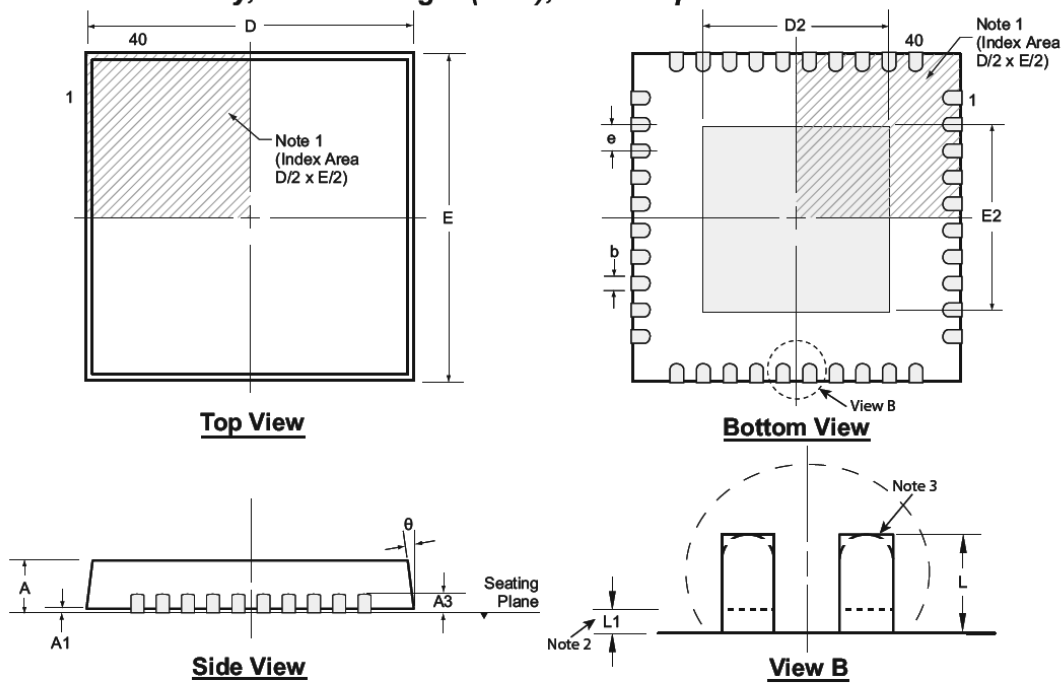 D
40
1
Note 1
(Index Area
D/2 x E/2)
E
Top View
D2
40
Note 1
(Index Area
D/2 x E/2)
1
e
b
E2
View B
Bottom View
θ
A
A1
A3
Seating
Plane
Side View
Note 3
L
L1
Note 2
View B